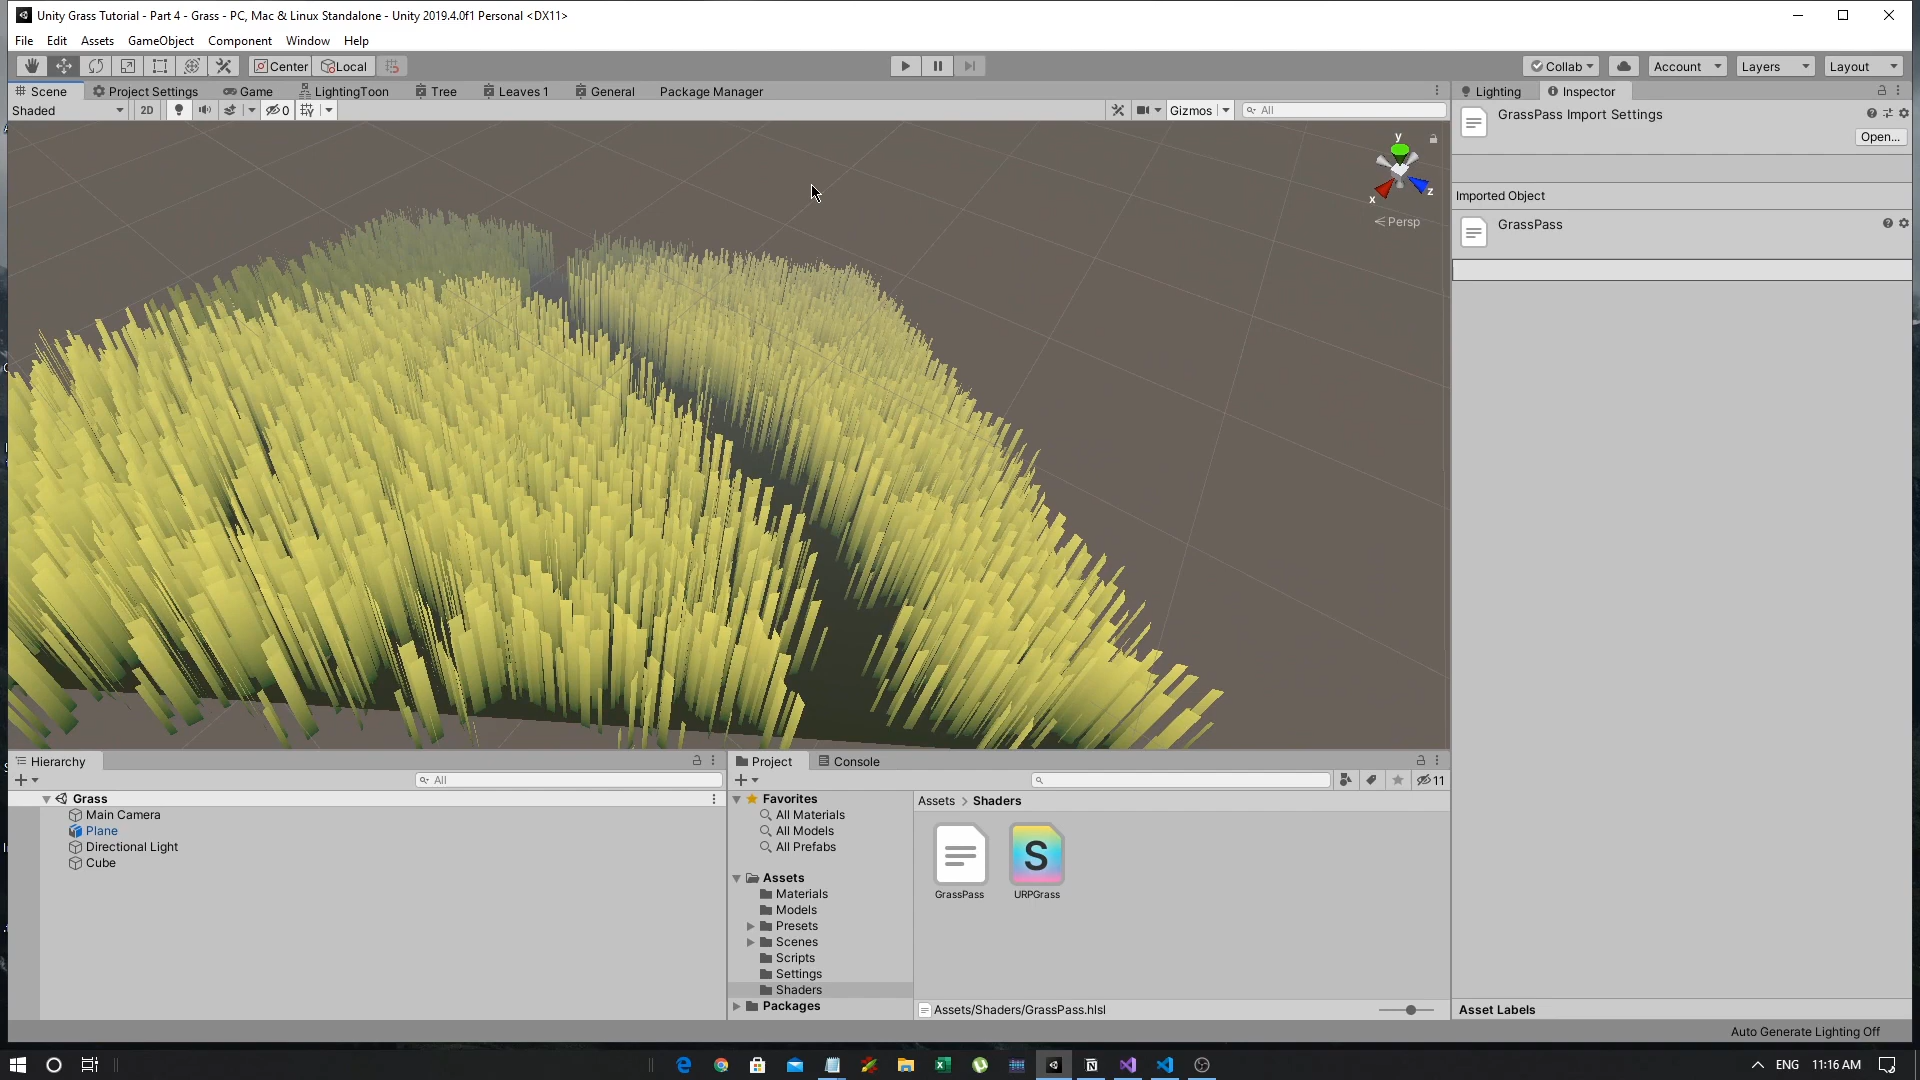 Unity Grass Tutorial - Part 4 - Grass - PC, Mac & Linux Standalone - Unity 2019.4.0f1 Personal <DX11>
File Edit Assets GameObject Component Window Help
Center Local Collab Account Layers Layout
Scene Project Settings Game LightingToon Tree Leaves 1 General Package Manager
Lighting Inspector
Shaded 2D 0 Gizmos All
GrassPass Import Settings
Open...
y
x
z
Persp
Imported Object
GrassPass
Hierarchy
All
Grass
Main Camera
Plane
Directional Light
Cube
Project Console
11
Favorites
All Materials
All Models
All Prefabs
Assets
Materials
Models
Presets
Scenes
Scripts
Settings
Shaders
Packages
Assets > Shaders
GrassPass
URPGrass
S
Assets/Shaders/GrassPass.hlsl
Asset Labels
Auto Generate Lighting Off
ENG 11:16 AM